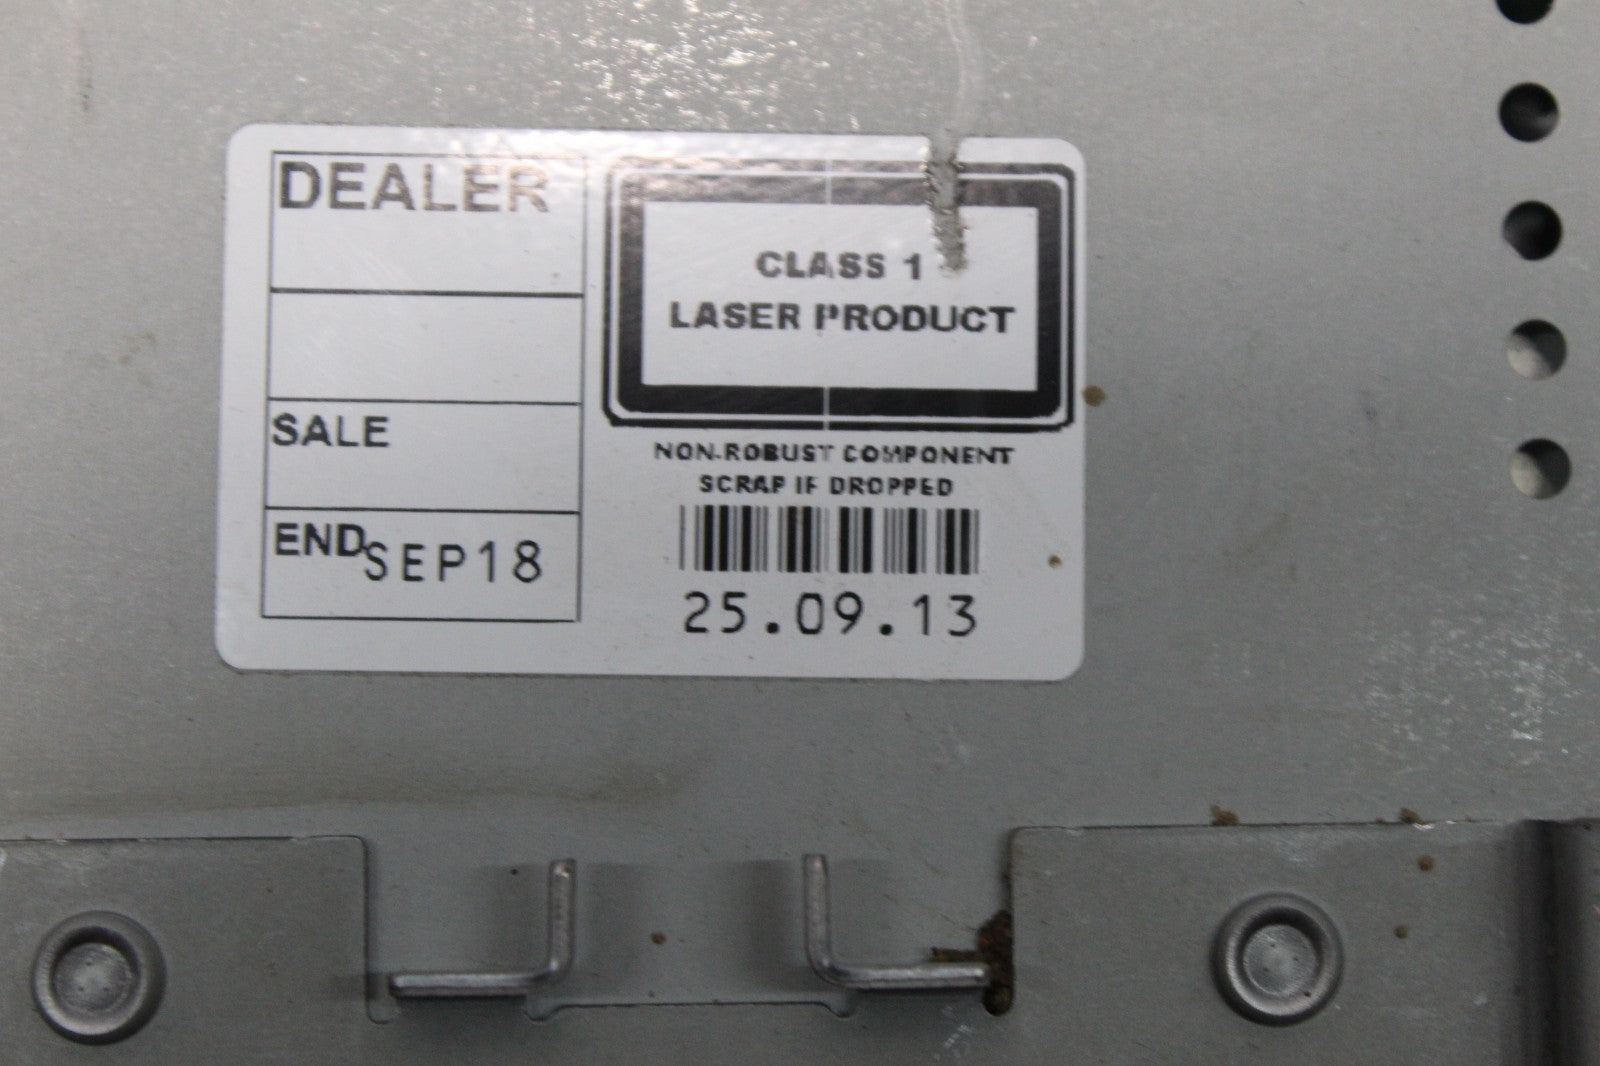 DEALER
SALE
END SEP18
CLASS 1
LASER PRODUCT
NON-ROBUST COMPONENT
SCRAP IF DROPPED
25.09.13